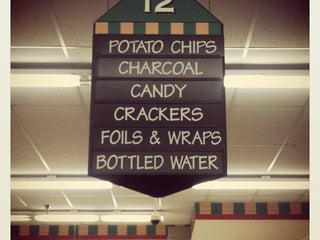 12
POTATO CHIPS
CHARCOAL
CANDY
CRACKERS
FOILS & WRAPS
BOTTLED WATER